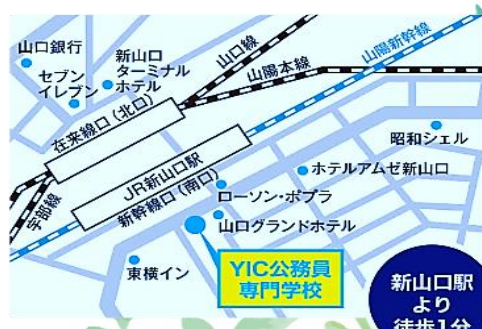 山口銀行
セブン
イレブン
新山口
ターミナル
ホテル
山口線
山陽本線
山陽新幹線
在来線口(北口)
JR新山口駅
新幹線口(南口)
宇部線
昭和シェル
ホテルアムゼ新山口
ローソン・ポプラ
山口グランドホテル
東横イン
YIC公務員
専門学校
新山口駅
より
徒歩1分